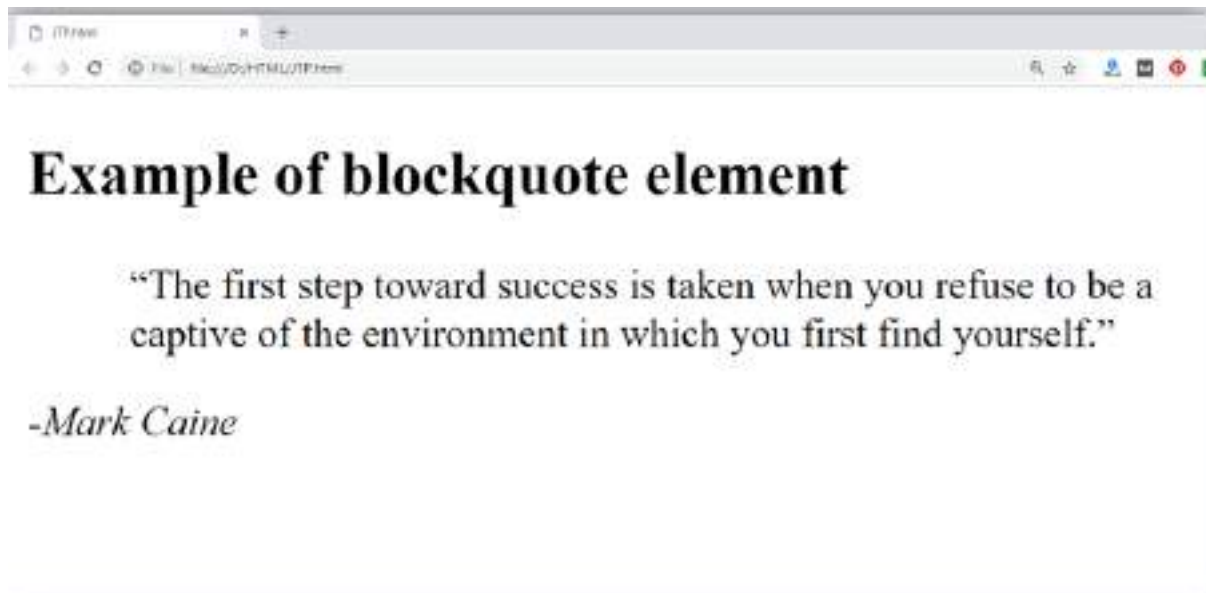 File
Example of blockquote element
“The first step toward success is taken when you refuse to be a
captive of the environment in which you first find yourself.”
-Mark Caine